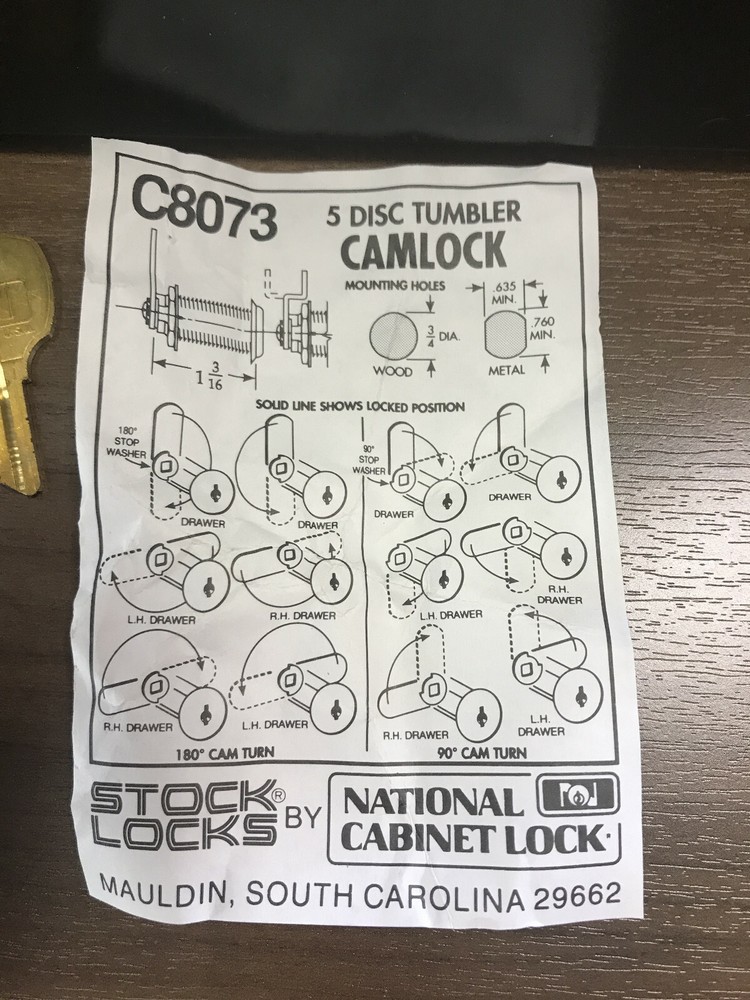 C8073
5 DISC TUMBLER
CAMLOCK
MOUNTING HOLES
.635
MIN.
3/4 DIA.
.760
MIN.
WOOD
METAL
1 3/16
SOLID LINE SHOWS LOCKED POSITION
180°
STOP
WASHER
DRAWER
DRAWER
90°
STOP
WASHER
DRAWER
DRAWER
L.H. DRAWER
R.H. DRAWER
L.H. DRAWER
R.H.
DRAWER
R.H. DRAWER
L.H. DRAWER
R.H. DRAWER
L.H.
DRAWER
180° CAM TURN
90° CAM TURN
STOCK®
LOCKS
BY
NATIONAL
CABINET LOCK
MAULDIN, SOUTH CAROLINA 29662